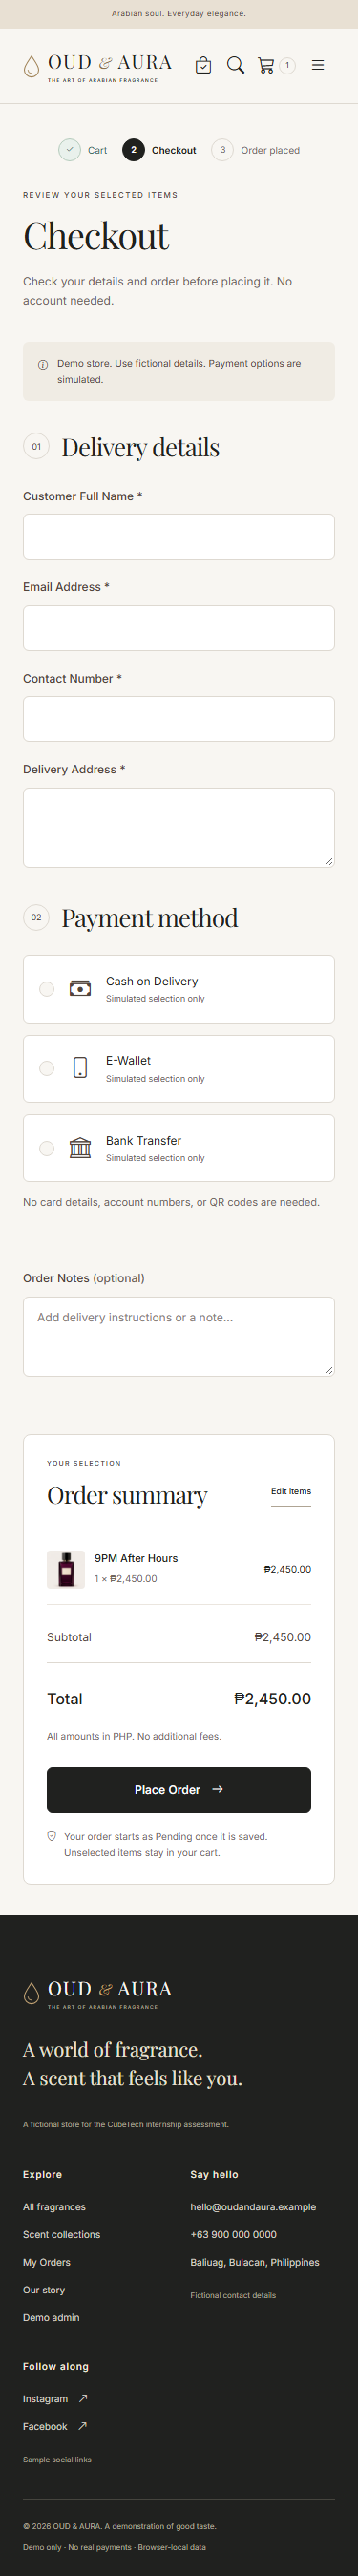 Arabian soul. Everyday elegance.
OUD & AURA
THE ART OF ARABIAN FRAGRANCE
1
Cart
2 Checkout
3 Order placed
REVIEW YOUR SELECTED ITEMS
Checkout
Check your details and order before placing it. No
account needed.
Demo store. Use fictional details. Payment options are
simulated.
01 Delivery details
Customer Full Name *
Email Address *
Contact Number *
Delivery Address *
02 Payment method
Cash on Delivery
Simulated selection only
E-Wallet
Simulated selection only
Bank Transfer
Simulated selection only
No card details, account numbers, or QR codes are needed.
Order Notes (optional)
Add delivery instructions or a note...
YOUR SELECTION
Order summary
Edit items
9PM After Hours
1 × ₱2,450.00
₱2,450.00
Subtotal ₱2,450.00
Total ₱2,450.00
All amounts in PHP. No additional fees.
Place Order →
Your order starts as Pending once it is saved.
Unselected items stay in your cart.
OUD & AURA
THE ART OF ARABIAN FRAGRANCE
A world of fragrance.
A scent that feels like you.
A fictional store for the CubeTech internship assessment.
Explore
All fragrances
Scent collections
My Orders
Our story
Demo admin
Say hello
hello@oudandaura.example
+63 900 000 0000
Baliuag, Bulacan, Philippines
Fictional contact details
Follow along
Instagram ↗
Facebook ↗
Sample social links
© 2026 OUD & AURA. A demonstration of good taste.
Demo only · No real payments · Browser-local data